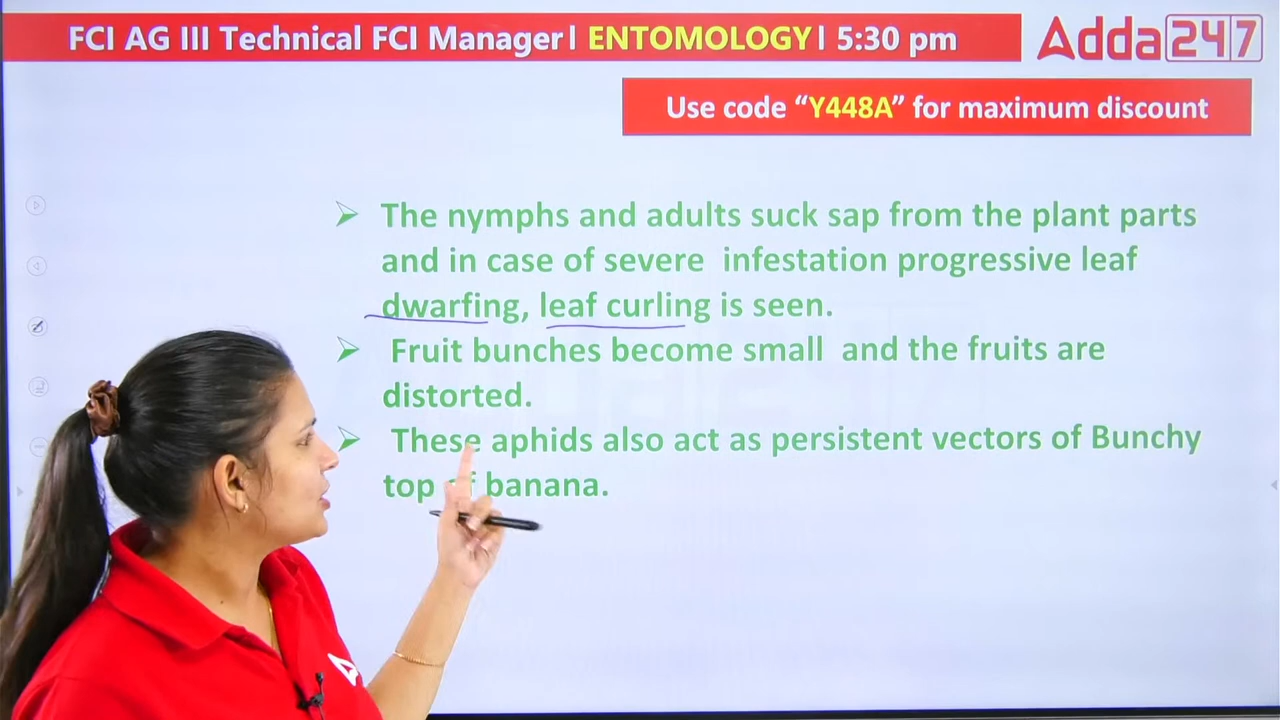 FCI AG III Technical FCI Manager| ENTOMOLOGY| 5:30 pm
Adda247
Use code “Y448A” for maximum discount
The nymphs and adults suck sap from the plant parts
and in case of severe infestation progressive leaf
dwarfing, leaf curling is seen.
Fruit bunches become small and the fruits are
distorted.
These aphids also act as persistent vectors of Bunchy
top of banana.